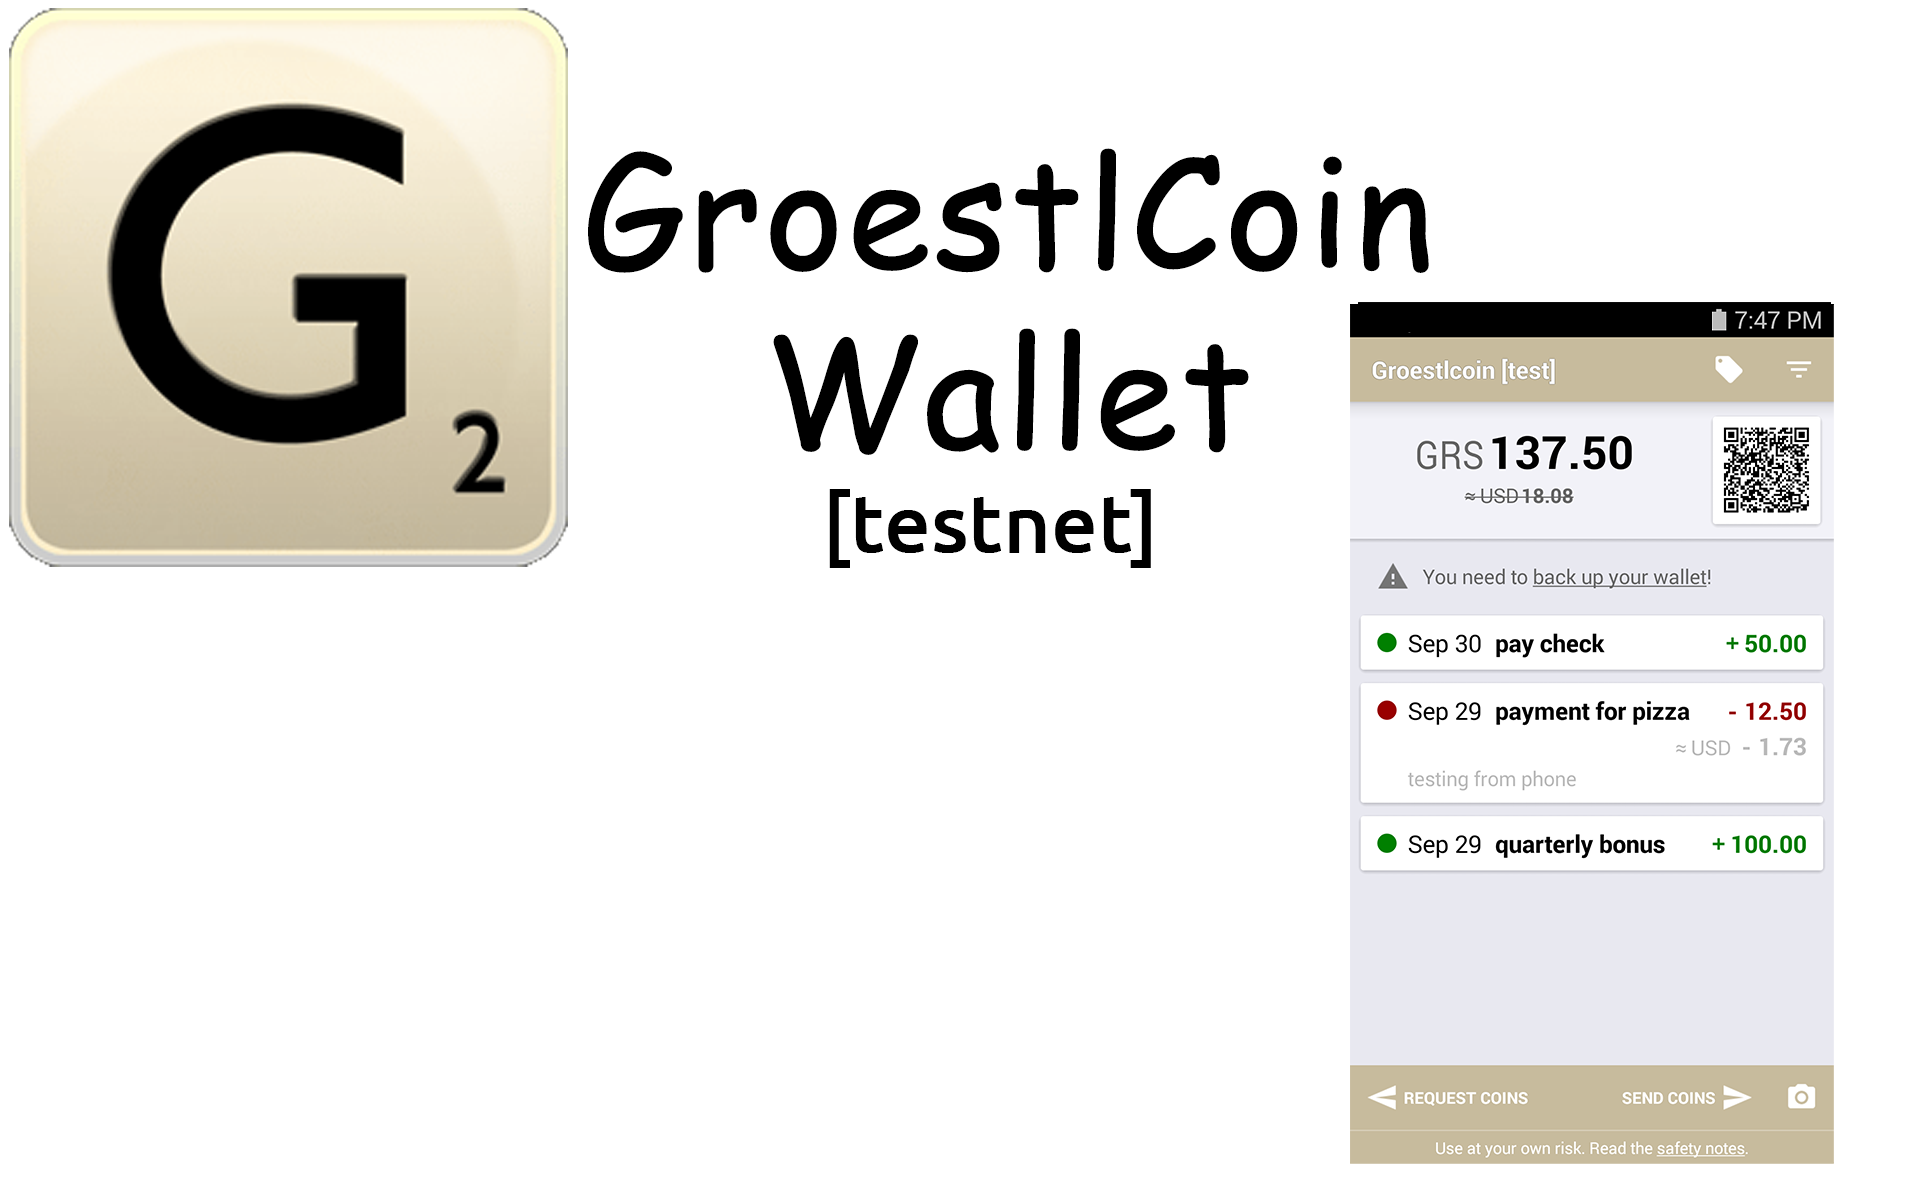 G
2
GroestlCoin
Wallet
[testnet]
7:47 PM
Groestlcoin [test]
GRS 137.50
≈ USD 18.08
You need to back up your wallet!
Sep 30 pay check + 50.00
Sep 29 payment for pizza - 12.50
≈ USD - 1.73
testing from phone
Sep 29 quarterly bonus + 100.00
REQUEST COINS SEND COINS
Use at your own risk. Read the safety notes.